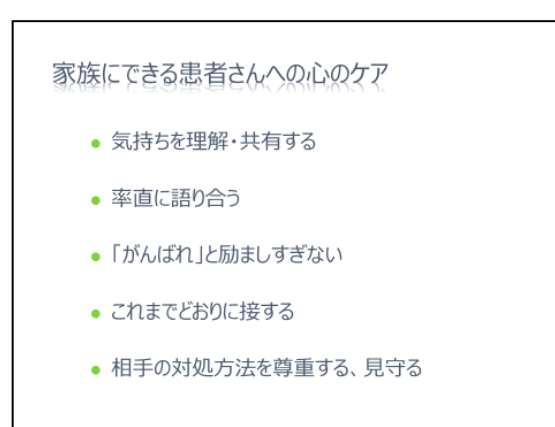 家族にできる患者さんへの心のケア
● 気持ちを理解・共有する
● 率直に語り合う
● 「がんばれ」と励ましすぎない
● これまでどおりに接する
● 相手の対処方法を尊重する、見守る